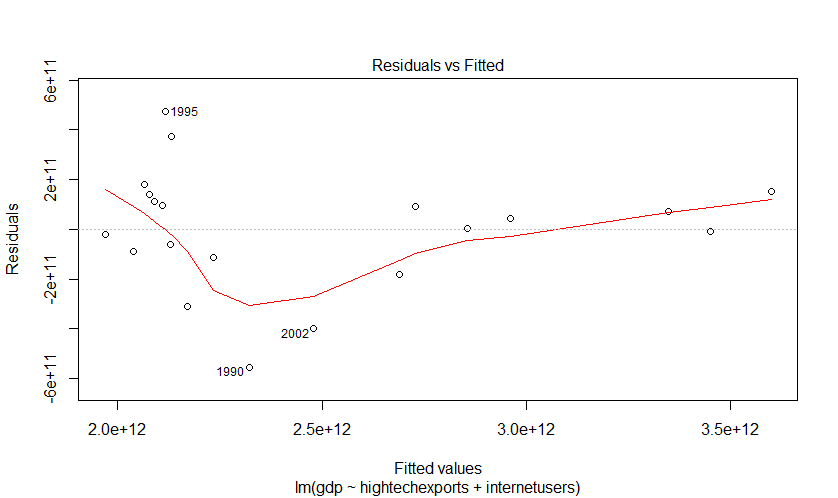 Residuals vs Fitted
6e+11
2e+11
-2e+11
-6e+11
Residuals
1995
2002
1990
2.0e+12 2.5e+12 3.0e+12 3.5e+12
Fitted values
lm(gdp ~ hightechexports + internetusers)